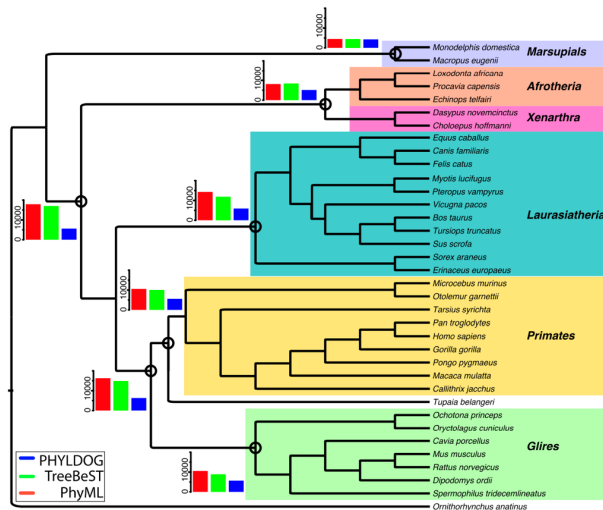 0 10000
Monodelphis domestica
Macropus eugenii
Marsupials
0 10000
Loxodonta africana
Procavia capensis
Echinops telfairi
Afrotheria
Dasypus novemcinctus
Choloepus hoffmanni
Xenarthra
Equus caballus
Canis familiaris
Felis catus
Myotis lucifugus
Pteropus vampyrus
Vicugna pacos
Bos taurus
Tursiops truncatus
Sus scrofa
Sorex araneus
Erinaceus europaeus
Laurasiatheria
0 10000
0 10000
0 10000
Microcebus murinus
Otolemur garnettii
Tarsius syrichta
Pan troglodytes
Homo sapiens
Gorilla gorilla
Pongo pygmaeus
Macaca mulatta
Callithrix jacchus
Primates
0 10000
Tupaia belangeri
Ochotona princeps
Oryctolagus cuniculus
Cavia porcellus
Mus musculus
Rattus norvegicus
Dipodomys ordii
Spermophilus tridecemlineatus
Glires
0 10000
Ornithorhynchus anatinus
PHYLDOG
TreeBeST
PhyML